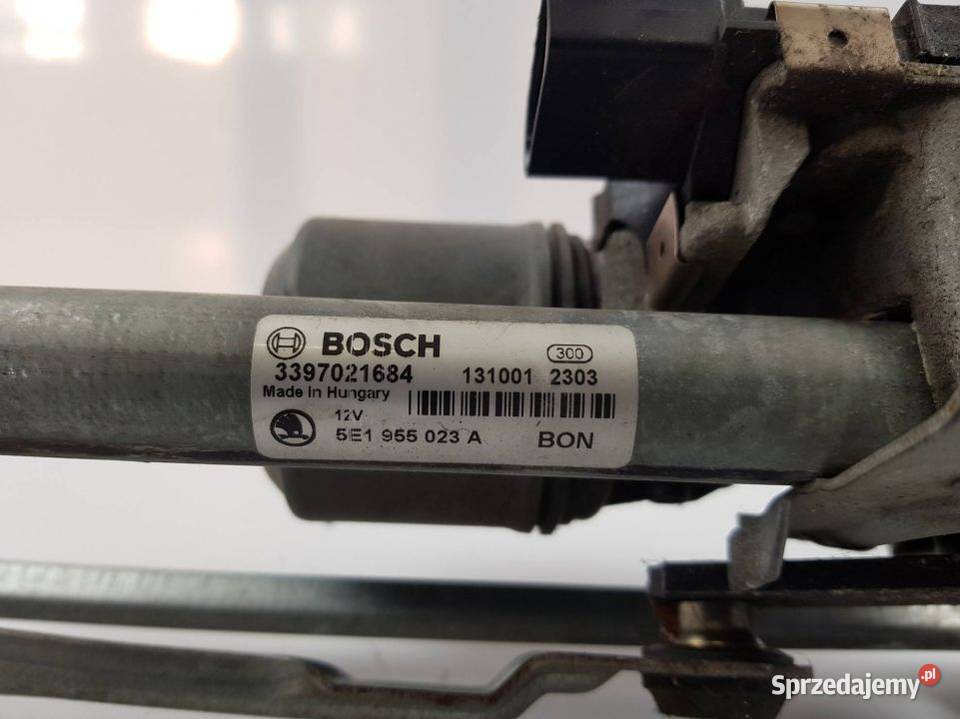 BOSCH 300
3397021684 131001 2303
Made in Hungary
12V
5E1 955 023 A BON
Sprzedajemy.pl